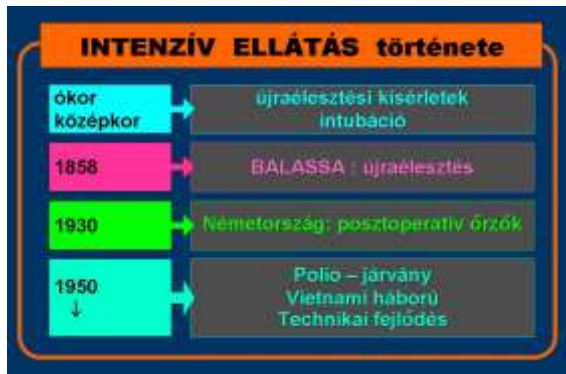 INTENZÍV ELLÁTÁS története
ókor
középkor
újraélesztési kísérletek
intubáció
1858
BALASSA : újraélesztés
1930
Németország: posztoperatív őrzők
1950
↓
Polio – járvány
Vietnami háború
Technikai fejlődés